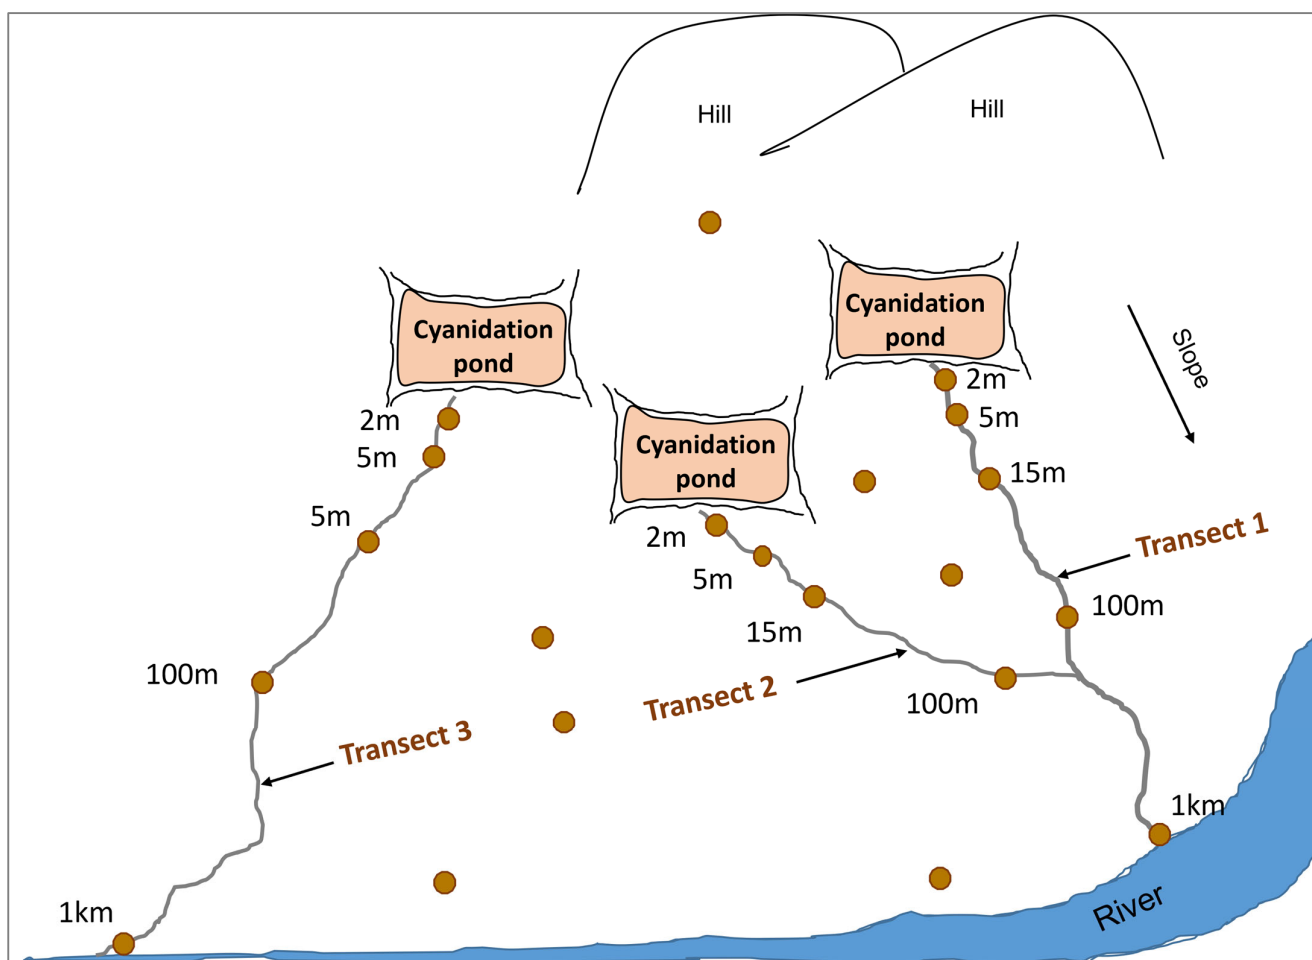 Hill
Hill
Cyanidation
pond
Cyanidation
pond
Slope
2m
5m
15m
2m
5m
5m
Cyanidation
pond
2m
5m
15m
Transect 1
100m
100m
Transect 2
100m
Transect 3
1km
1km
River